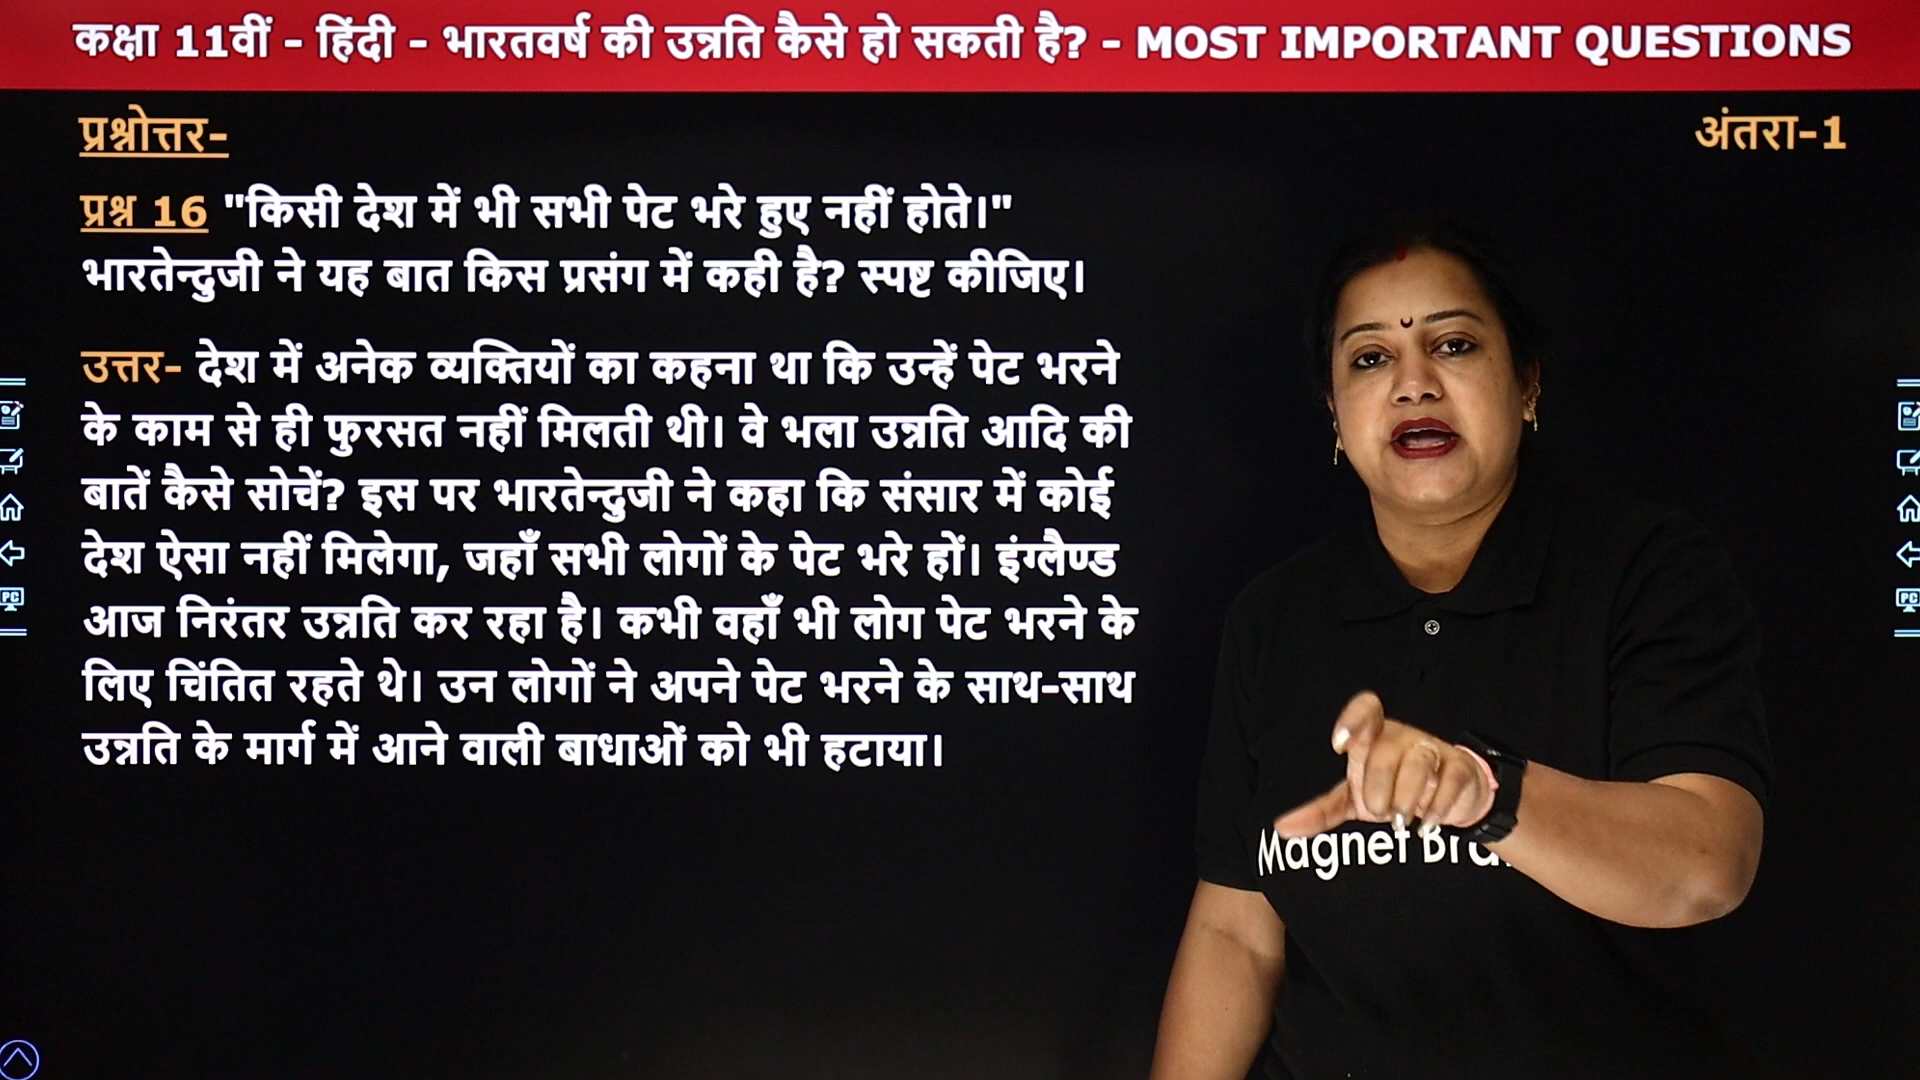 कक्षा 11वीं - हिंदी - भारतवर्ष की उन्नति कैसे हो सकती है? - MOST IMPORTANT QUESTIONS
प्रश्नोत्तर-
अंतरा-1
प्रश्न 16 "किसी देश में भी सभी पेट भरे हुए नहीं होते।"
भारतेन्दुजी ने यह बात किस प्रसंग में कही है? स्पष्ट कीजिए।
उत्तर- देश में अनेक व्यक्तियों का कहना था कि उन्हें पेट भरने
के काम से ही फुरसत नहीं मिलती थी। वे भला उन्नति आदि की
बातें कैसे सोचें? इस पर भारतेन्दुजी ने कहा कि संसार में कोई
देश ऐसा नहीं मिलेगा, जहाँ सभी लोगों के पेट भरे हों। इंग्लैण्ड
आज निरंतर उन्नति कर रहा है। कभी वहाँ भी लोग पेट भरने के
लिए चिंतित रहते थे। उन लोगों ने अपने पेट भरने के साथ-साथ
उन्नति के मार्ग में आने वाली बाधाओं को भी हटाया।
Magnet
PC
PC